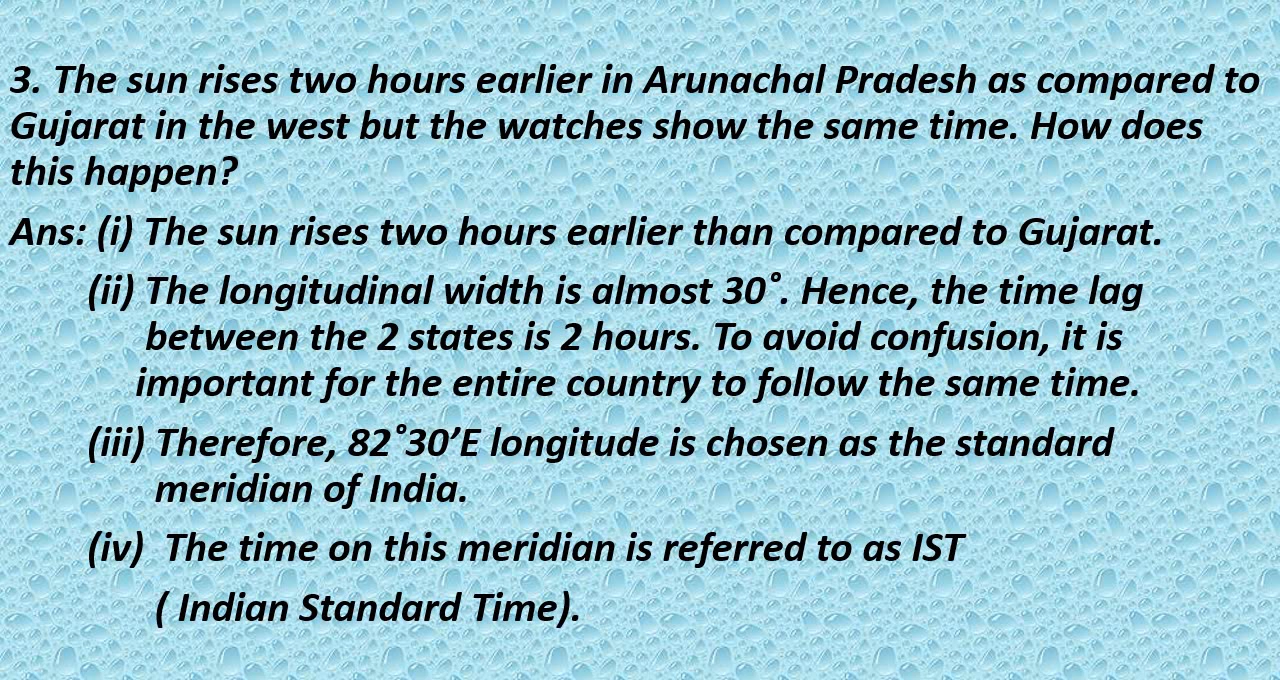 3. The sun rises two hours earlier in Arunachal Pradesh as compared to
Gujarat in the west but the watches show the same time. How does
this happen?
Ans: (i) The sun rises two hours earlier than compared to Gujarat.
(ii) The longitudinal width is almost 30˚. Hence, the time lag
between the 2 states is 2 hours. To avoid confusion, it is
important for the entire country to follow the same time.
(iii) Therefore, 82˚30’E longitude is chosen as the standard
meridian of India.
(iv) The time on this meridian is referred to as IST
( Indian Standard Time).